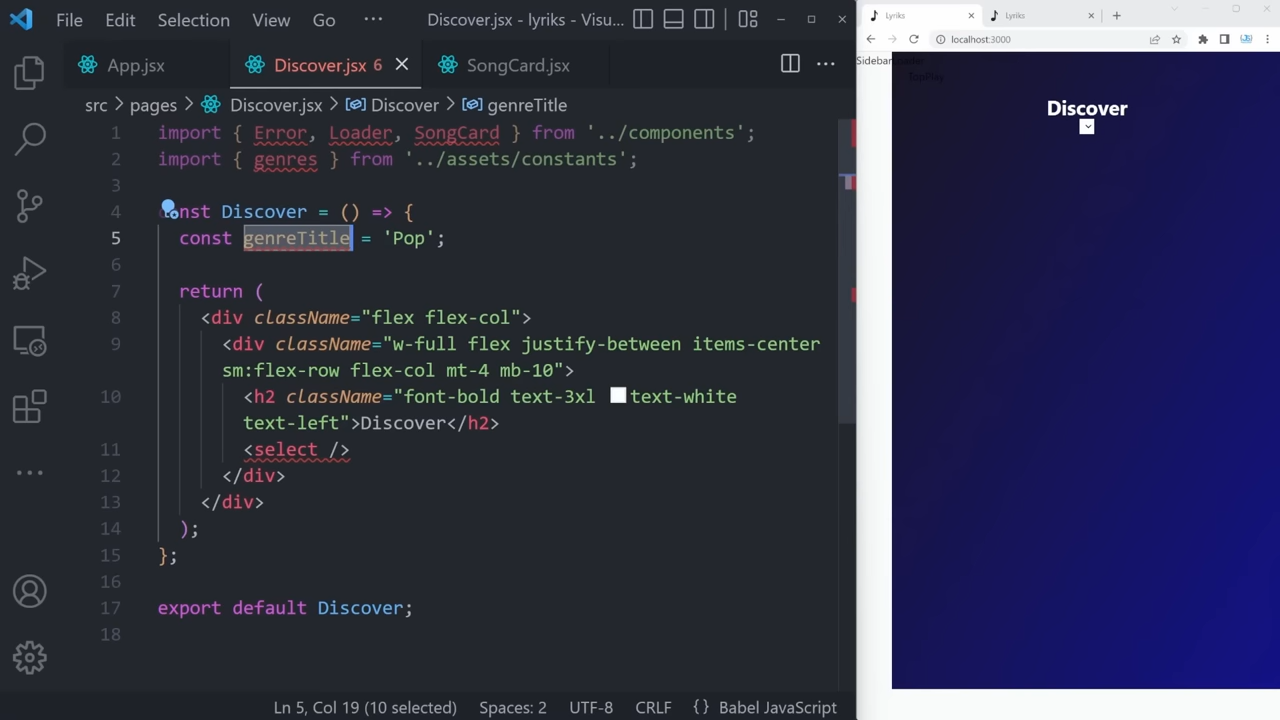 File Edit Selection View Go ··· Discover.jsx - lyriks - Visu...
App.jsx Discover.jsx 6 SongCard.jsx
src > pages > Discover.jsx > Discover > genreTitle
1 import { Error, Loader, SongCard } from '../components';
2 import { genres } from '../assets/constants';
3
4 const Discover = () => {
5 const genreTitle = 'Pop';
6
7 return (
8 <div className="flex flex-col">
9 <div className="w-full flex justify-between items-center
sm:flex-row flex-col mt-4 mb-10">
10 <h2 className="font-bold text-3xl text-white
text-left">Discover</h2>
11 <select />
12 </div>
13 </div>
14 );
15 };
16
17 export default Discover;
18
Ln 5, Col 19 (10 selected) Spaces: 2 UTF-8 CRLF {} Babel JavaScript
Lyriks Lyriks
localhost:3000
Sidebar
TopPlay
Discover